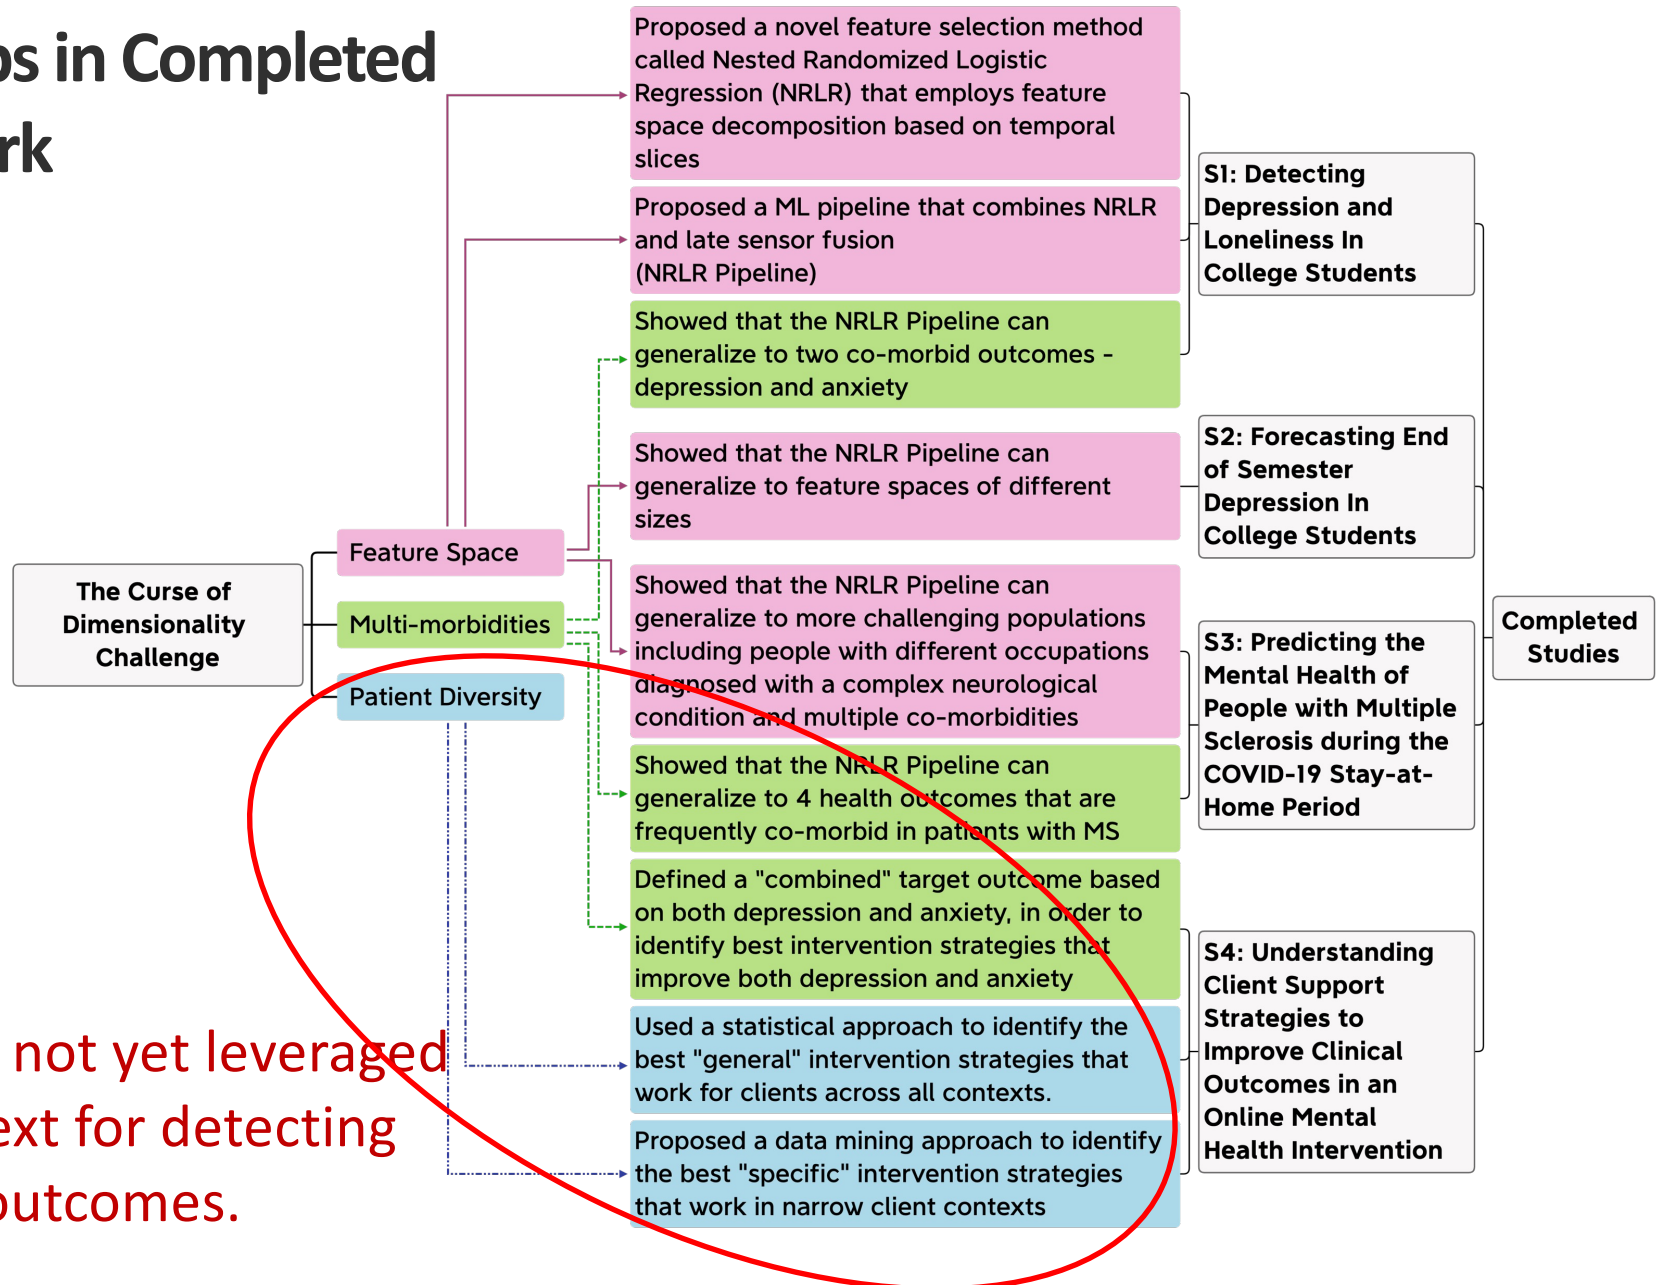 ps in Completed
rk
The Curse of
Dimensionality
Challenge
Feature Space
Multi-morbidities
Patient Diversity
Proposed a novel feature selection method
called Nested Randomized Logistic
Regression (NRLR) that employs feature
space decomposition based on temporal
slices
Proposed a ML pipeline that combines NRLR
and late sensor fusion
(NRLR Pipeline)
Showed that the NRLR Pipeline can
generalize to two co-morbid outcomes -
depression and anxiety
Showed that the NRLR Pipeline can
generalize to feature spaces of different
sizes
Showed that the NRLR Pipeline can
generalize to more challenging populations
including people with different occupations
diagnosed with a complex neurological
condition and multiple co-morbidities
Showed that the NRLR Pipeline can
generalize to 4 health outcomes that are
frequently co-morbid in patients with MS
Defined a "combined" target outcome based
on both depression and anxiety, in order to
identify best intervention strategies that
improve both depression and anxiety
Used a statistical approach to identify the
best "general" intervention strategies that
work for clients across all contexts.
Proposed a data mining approach to identify
the best "specific" intervention strategies
that work in narrow client contexts
S1: Detecting
Depression and
Loneliness In
College Students
S2: Forecasting End
of Semester
Depression In
College Students
S3: Predicting the
Mental Health of
People with Multiple
Sclerosis during the
COVID-19 Stay-at-
Home Period
S4: Understanding
Client Support
Strategies to
Improve Clinical
Outcomes in an
Online Mental
Health Intervention
Completed
Studies
not yet leveraged
ext for detecting
outcomes.